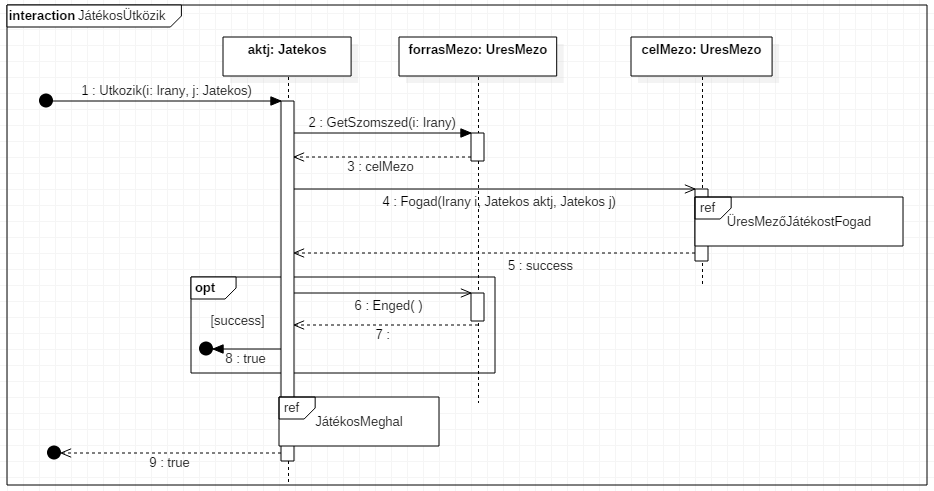 interaction JátékosÜtközik
aktj: Jatekos
forrasMezo: UresMezo
celMezo: UresMezo
1 : Utkozik(i: Irany, j: Jatekos)
2 : GetSzomszed(i: Irany)
3 : celMezo
4 : Fogad(Irany i, Jatekos aktj, Jatekos j)
ref
ÜresMezőJátékostFogad
5 : success
opt
6 : Enged( )
[success]
7 :
8 : true
ref
JátékosMeghal
9 : true